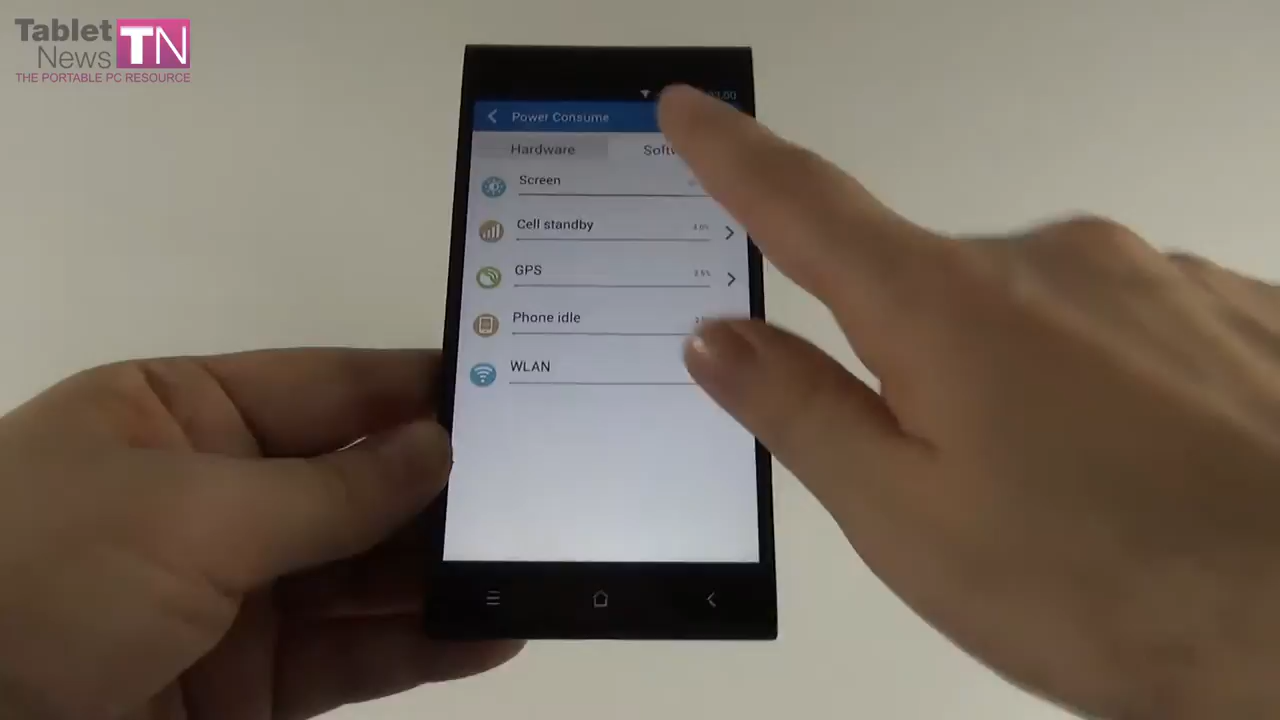 Tablet
News TN
THE PORTABLE PC RESOURCE
Power Consume
Hardware
Screen
Cell standby
GPS
Phone idle
WLAN